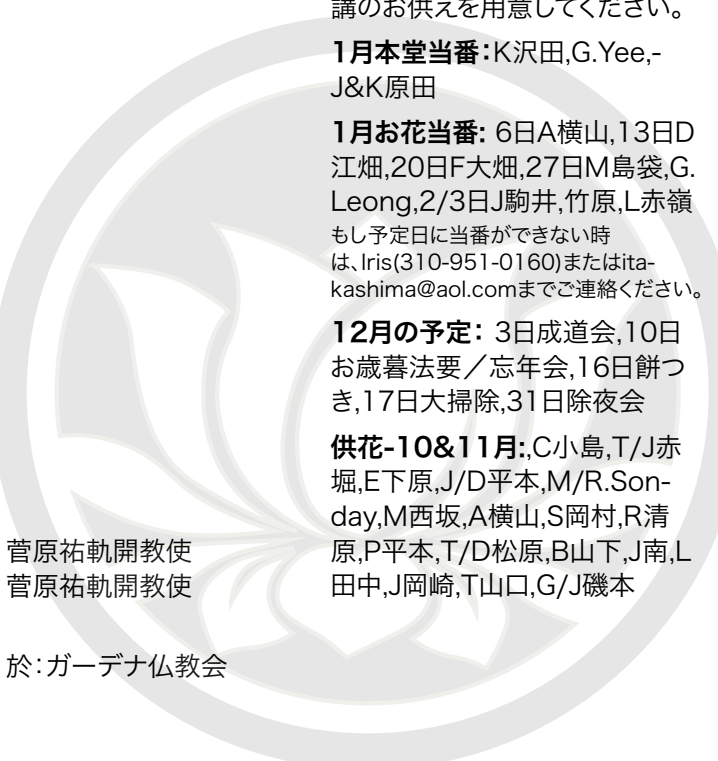 講のお供えを用意してください。
1月本堂当番：K沢田,G.Yee,-
J&K原田
1月お花当番: 6日A横山,13日D
江畑,20日F大畑,27日M島袋,G.
Leong,2/3日J駒井,竹原,L赤嶺
もし予定日に当番ができない時
は、Iris(310-951-0160)またはita-
kashima@aol.comまでご連絡ください。
12月の予定： 3日成道会,10日
お歳暮法要／忘年会,16日餅つ
き,17日大掃除,31日除夜会
供花-10&11月:,C小島,T/J赤
堀,E下原,J/D平本,M/R.Son-
day,M西坂,A横山,S岡村,R清
原,P平本,T/D松原,B山下,J南,L
田中,J岡崎,T山口,G/J磯本
菅原祐軌開教使
菅原祐軌開教使
於：ガーデナ仏教会